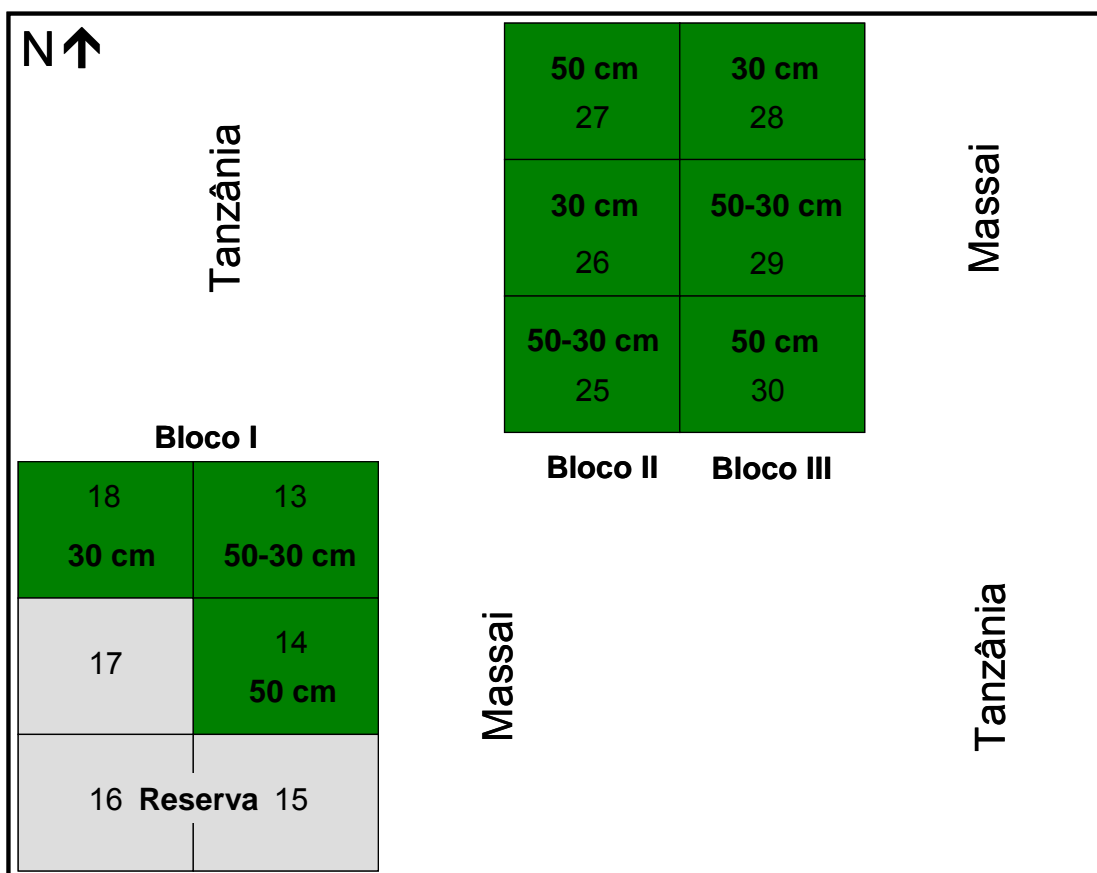 N
Tanzânia
50 cm
27
30 cm
28
30 cm
26
50-30 cm
29
50-30 cm
25
50 cm
30
Massai
Bloco II
Bloco III
Bloco I
18
30 cm
13
50-30 cm
17
14
50 cm
16 Reserva 15
Massai
Tanzânia